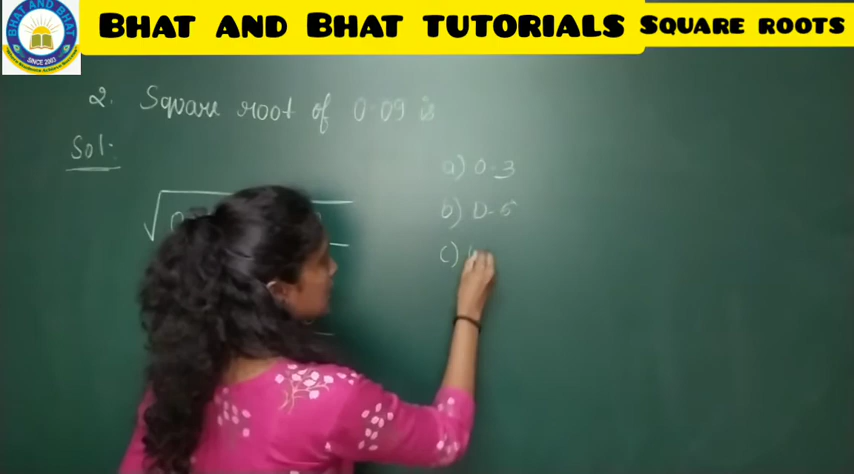 BHAT AND BHAT TUTORIALS SQUARE ROOTS
BHAT AND BHAT
SINCE 2003
2. Square root of 0.09 is
Sol:
a) 0.3
b) 0.6
c)